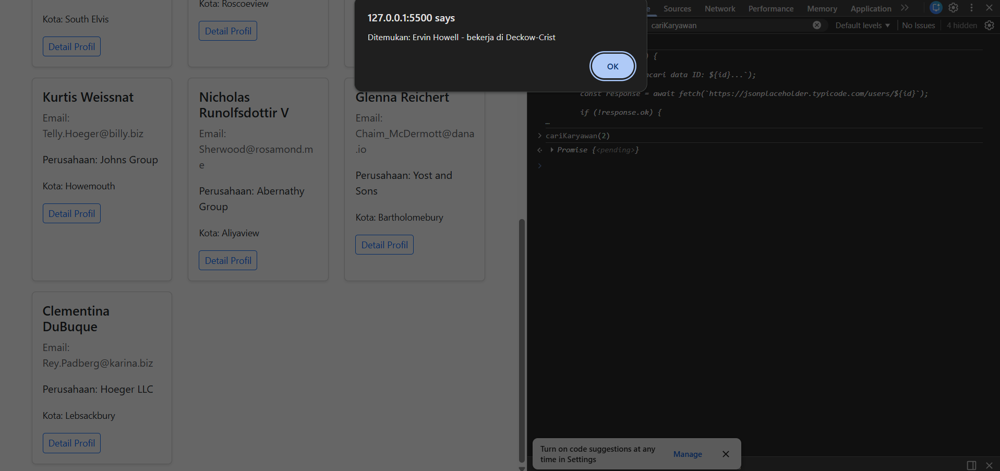 Kota: South Elvis
Detail Profil
Kota: Roscoeview
Detail Profil
127.0.0.1:5500 says
Ditemukan: Ervin Howell - bekerja di Deckow-Crist
OK
Kurtis Weissnat
Email:
Telly.Hoeger@billy.biz
Perusahaan: Johns Group
Kota: Howemouth
Detail Profil
Nicholas
Runolfsdottir V
Email:
Sherwood@rosamond.m
e
Perusahaan: Abernathy
Group
Kota: Aliyaview
Detail Profil
Glenna Reichert
Email:
Chaim_McDermott@dana
.io
Perusahaan: Yost and
Sons
Kota: Bartholomebury
Detail Profil
Clementina
DuBuque
Email:
Rey.Padberg@karina.biz
Perusahaan: Hoeger LLC
Kota: Lebsackbury
Detail Profil
Sources Network Performance Memory Application
cariKaryawan Default levels No Issues 4 hidden
) {
cari data ID: ${id}...`);
const response = await fetch(`https://jsonplaceholder.typicode.com/users/${id}`);
if (!response.ok) {
…
cariKaryawan(2)
Promise {<pending>}
Turn on code suggestions at any
time in Settings
Manage